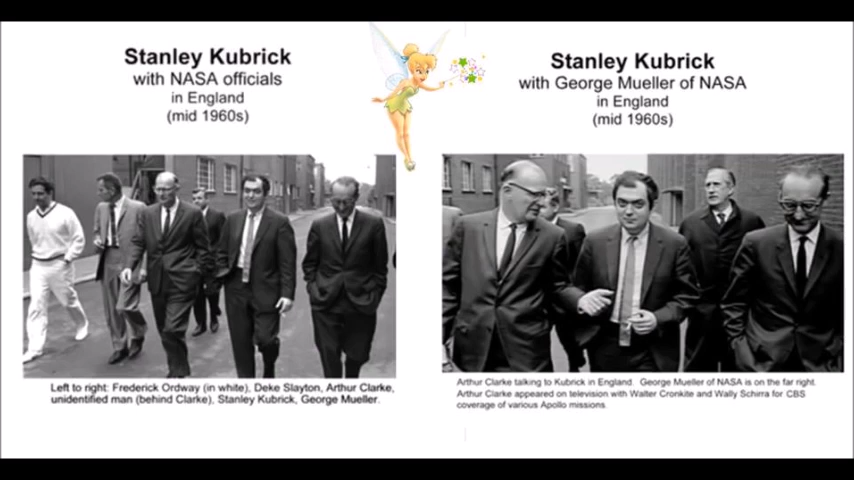 Stanley Kubrick
with NASA officials
in England
(mid 1960s)
Left to right: Frederick Ordway (in white), Deke Slayton, Arthur Clarke,
unidentified man (behind Clarke), Stanley Kubrick, George Mueller.
Stanley Kubrick
with George Mueller of NASA
in England
(mid 1960s)
Arthur Clarke talking to Kubrick in England. George Mueller of NASA is on the far right.
Arthur Clarke appeared on television with Walter Cronkite and Wally Schirra for CBS
coverage of various Apollo missions.